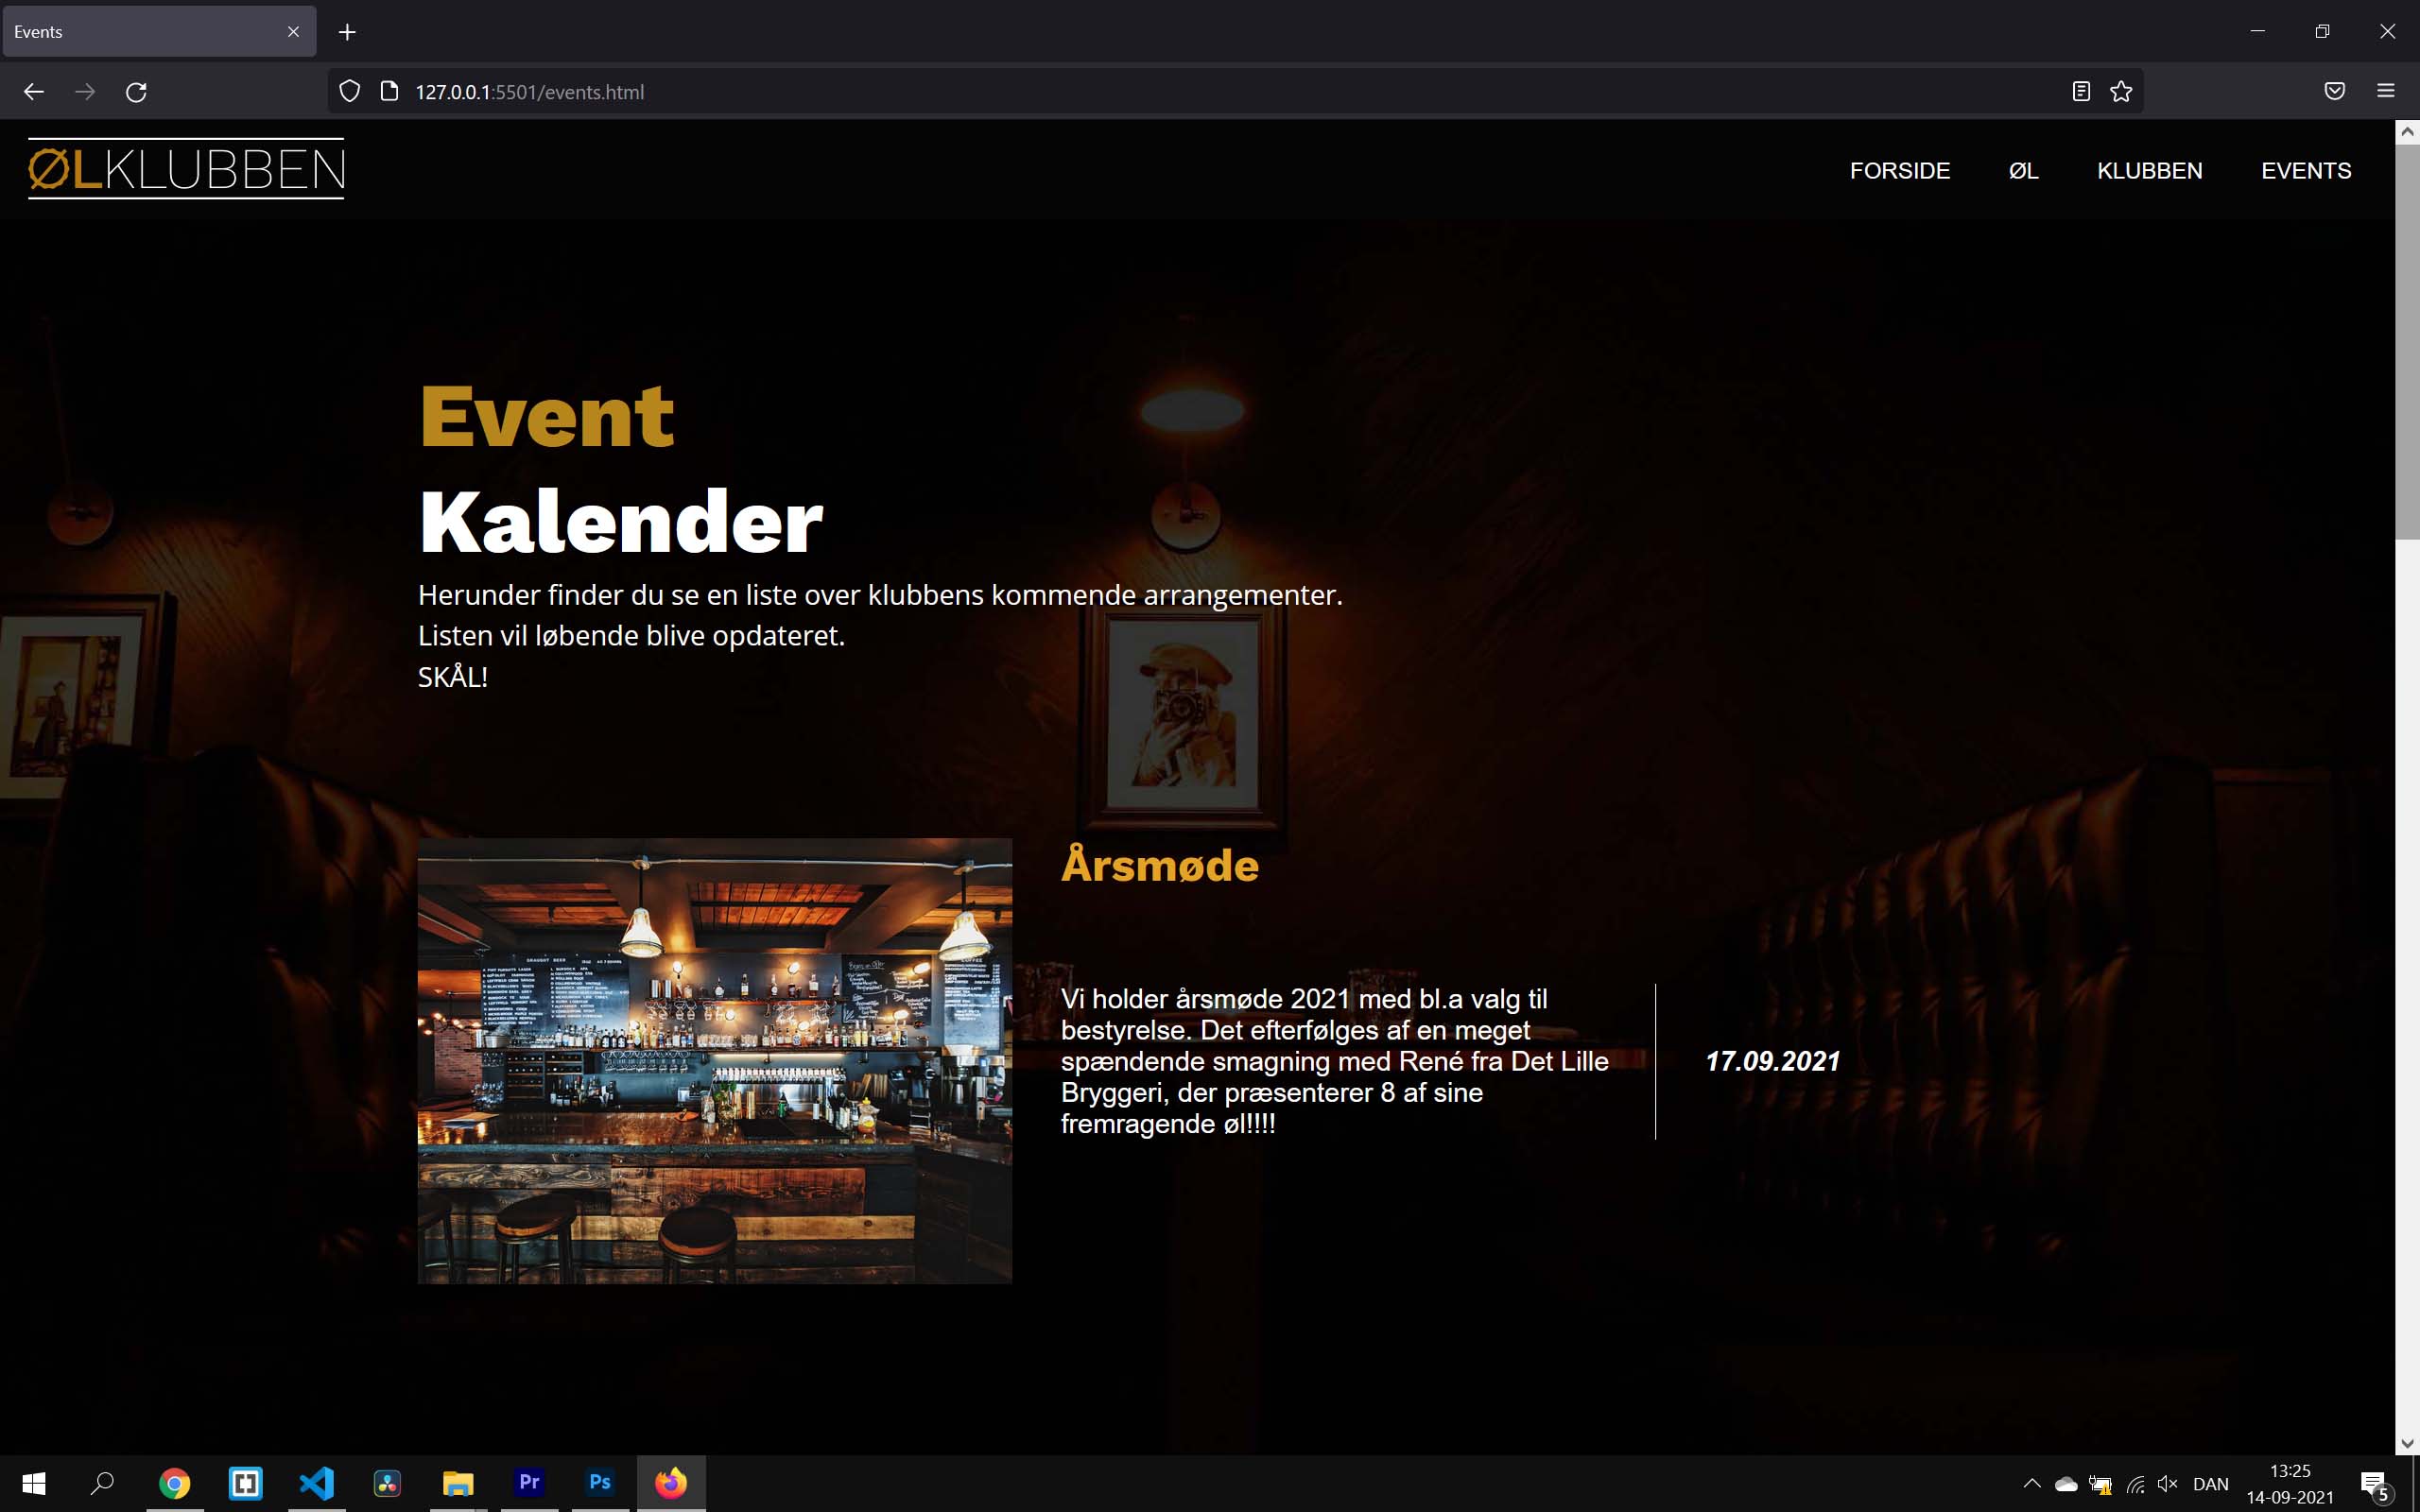 Events
127.0.0.1:5501/events.html
ØLKLUBBEN
FORSIDE ØL KLUBBEN EVENTS
Event
Kalender
Herunder finder du se en liste over klubbens kommende arrangementer.
Listen vil løbende blive opdateret.
SKÅL!
Årsmøde
DRAUGHT BEER
COFFEE
Vi holder årsmøde 2021 med bl.a valg til
bestyrelse. Det efterfølges af en meget
spændende smagning med René fra Det Lille
Bryggeri, der præsenterer 8 af sine
fremragende øl!!!!
17.09.2021
Pr
Ps
DAN
13:25
14-09-2021
5